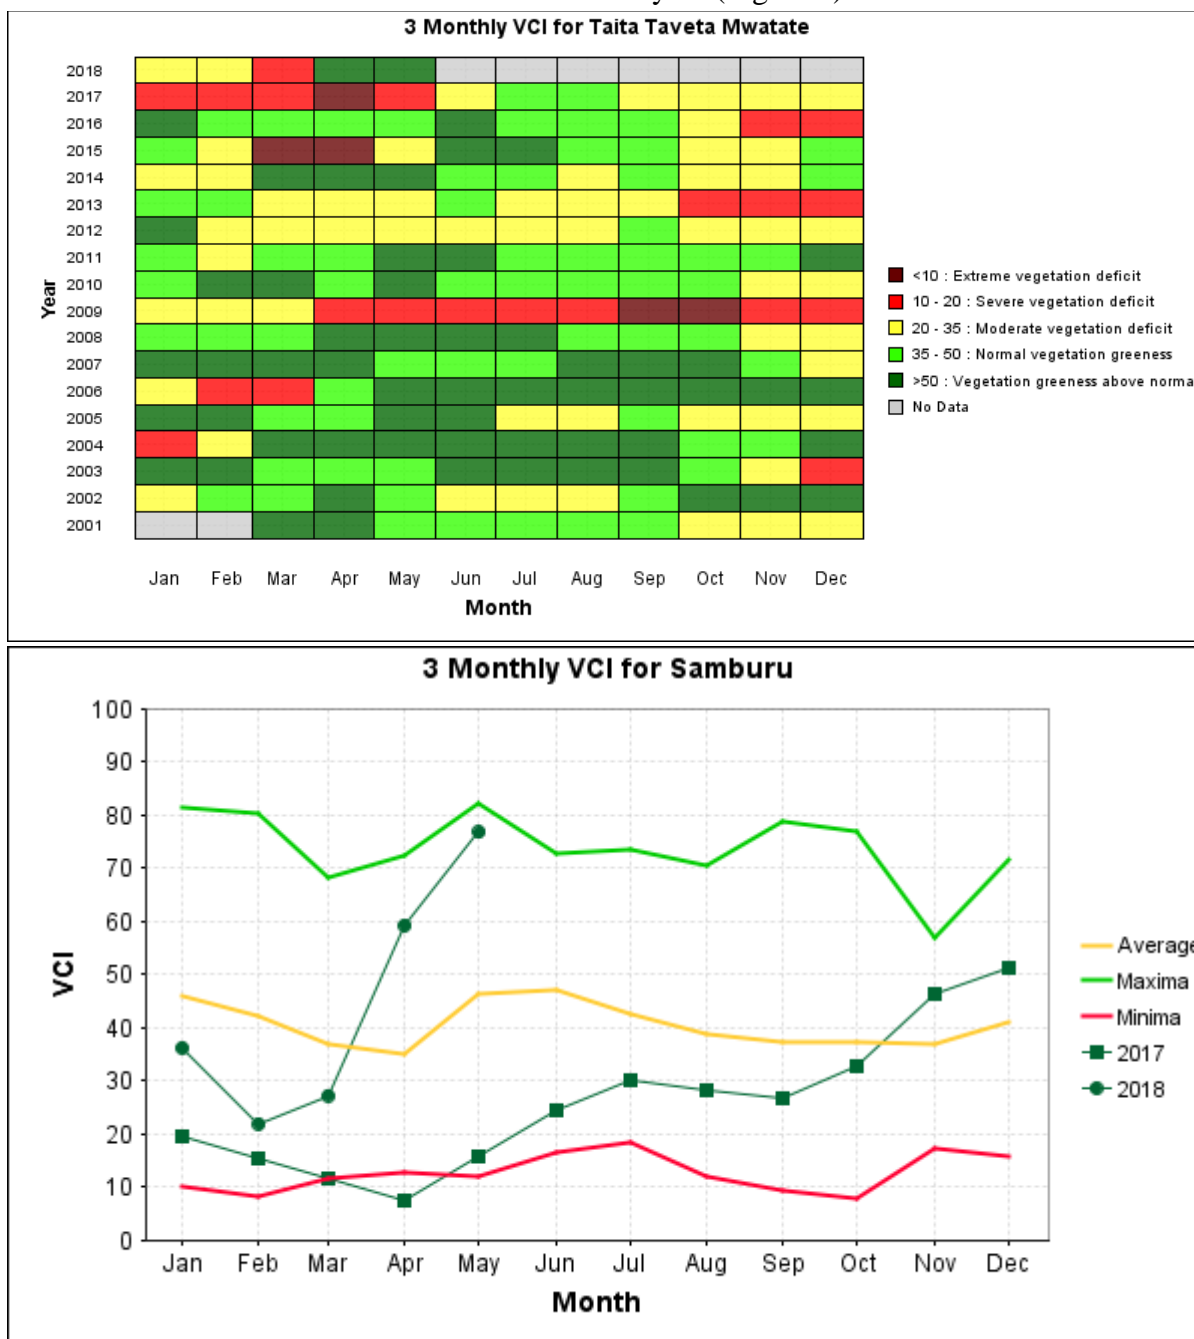 3 Monthly VCI for Taita Taveta Mwatate
2018
2017
2016
2015
2014
2013
2012
2011
2010
2009
2008
2007
2006
2005
2004
2003
2002
2001
Year
Jan Feb Mar Apr May Jun Jul Aug Sep Oct Nov Dec
Month
<10 : Extreme vegetation deficit
10 - 20 : Severe vegetation deficit
20 - 35 : Moderate vegetation deficit
35 - 50 : Normal vegetation greeness
>50 : Vegetation greeness above norma
No Data
3 Monthly VCI for Samburu
100
90
80
70
60
50
40
30
20
10
0
VCI
Jan Feb Mar Apr May Jun Jul Aug Sep Oct Nov Dec
Month
Average
Maxima
Minima
2017
2018